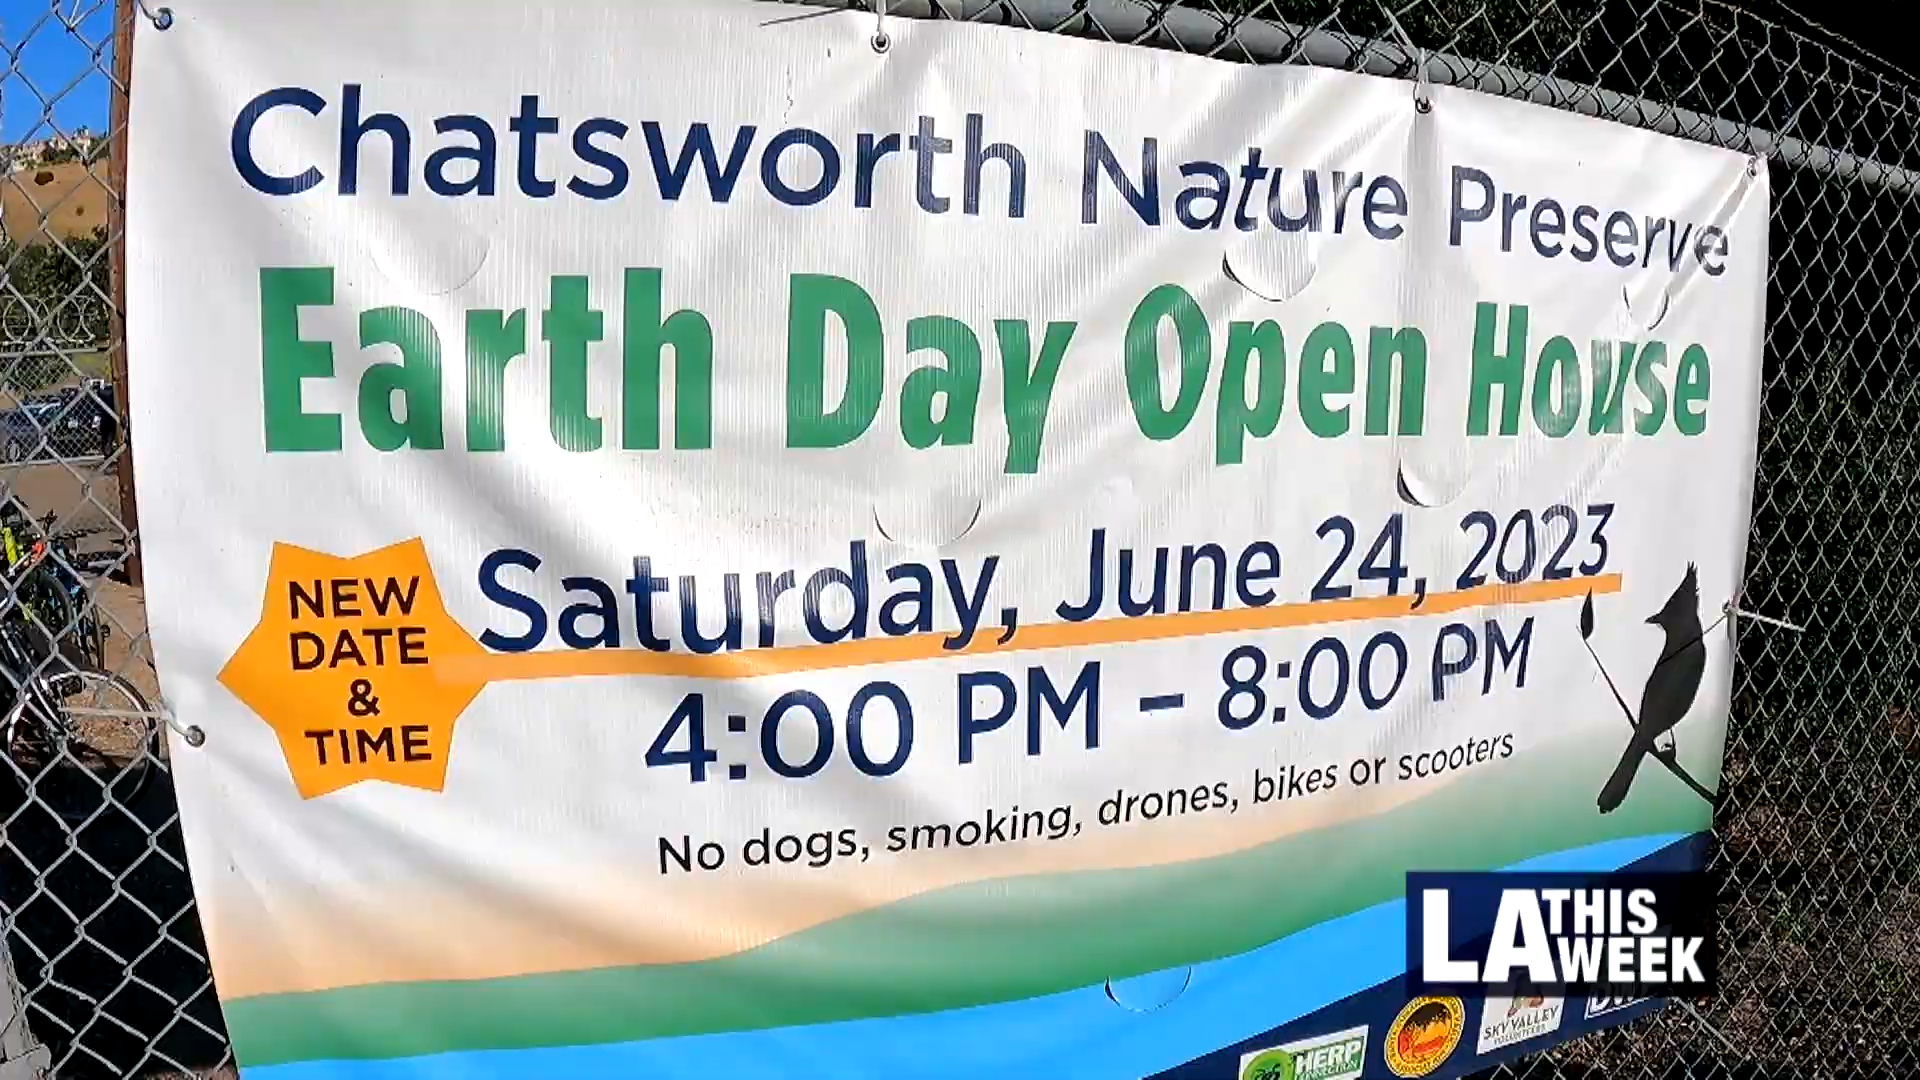 Chatsworth Nature Preserve
Earth Day Open House
NEW
DATE
&
TIME
Saturday, June 24, 2023
4:00 PM – 8:00 PM
No dogs, smoking, drones, bikes or scooters
LA THIS
WEEK
HERP
SKY VALLEY
VOLUNTEERS